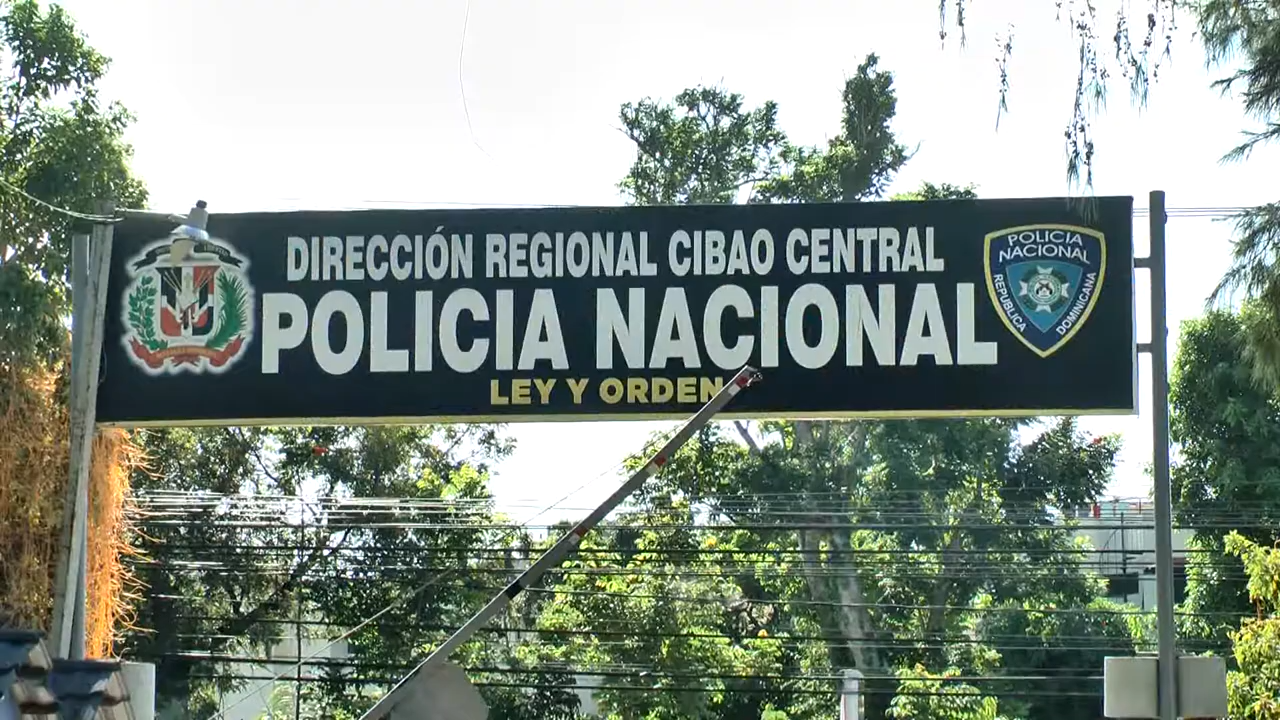 DIRECCIÓN REGIONAL CIBAO CENTRAL
POLICIA NACIONAL
LEY Y ORDEN
POLICIA
NACIONAL
REPUBLICA
DOMINICANA